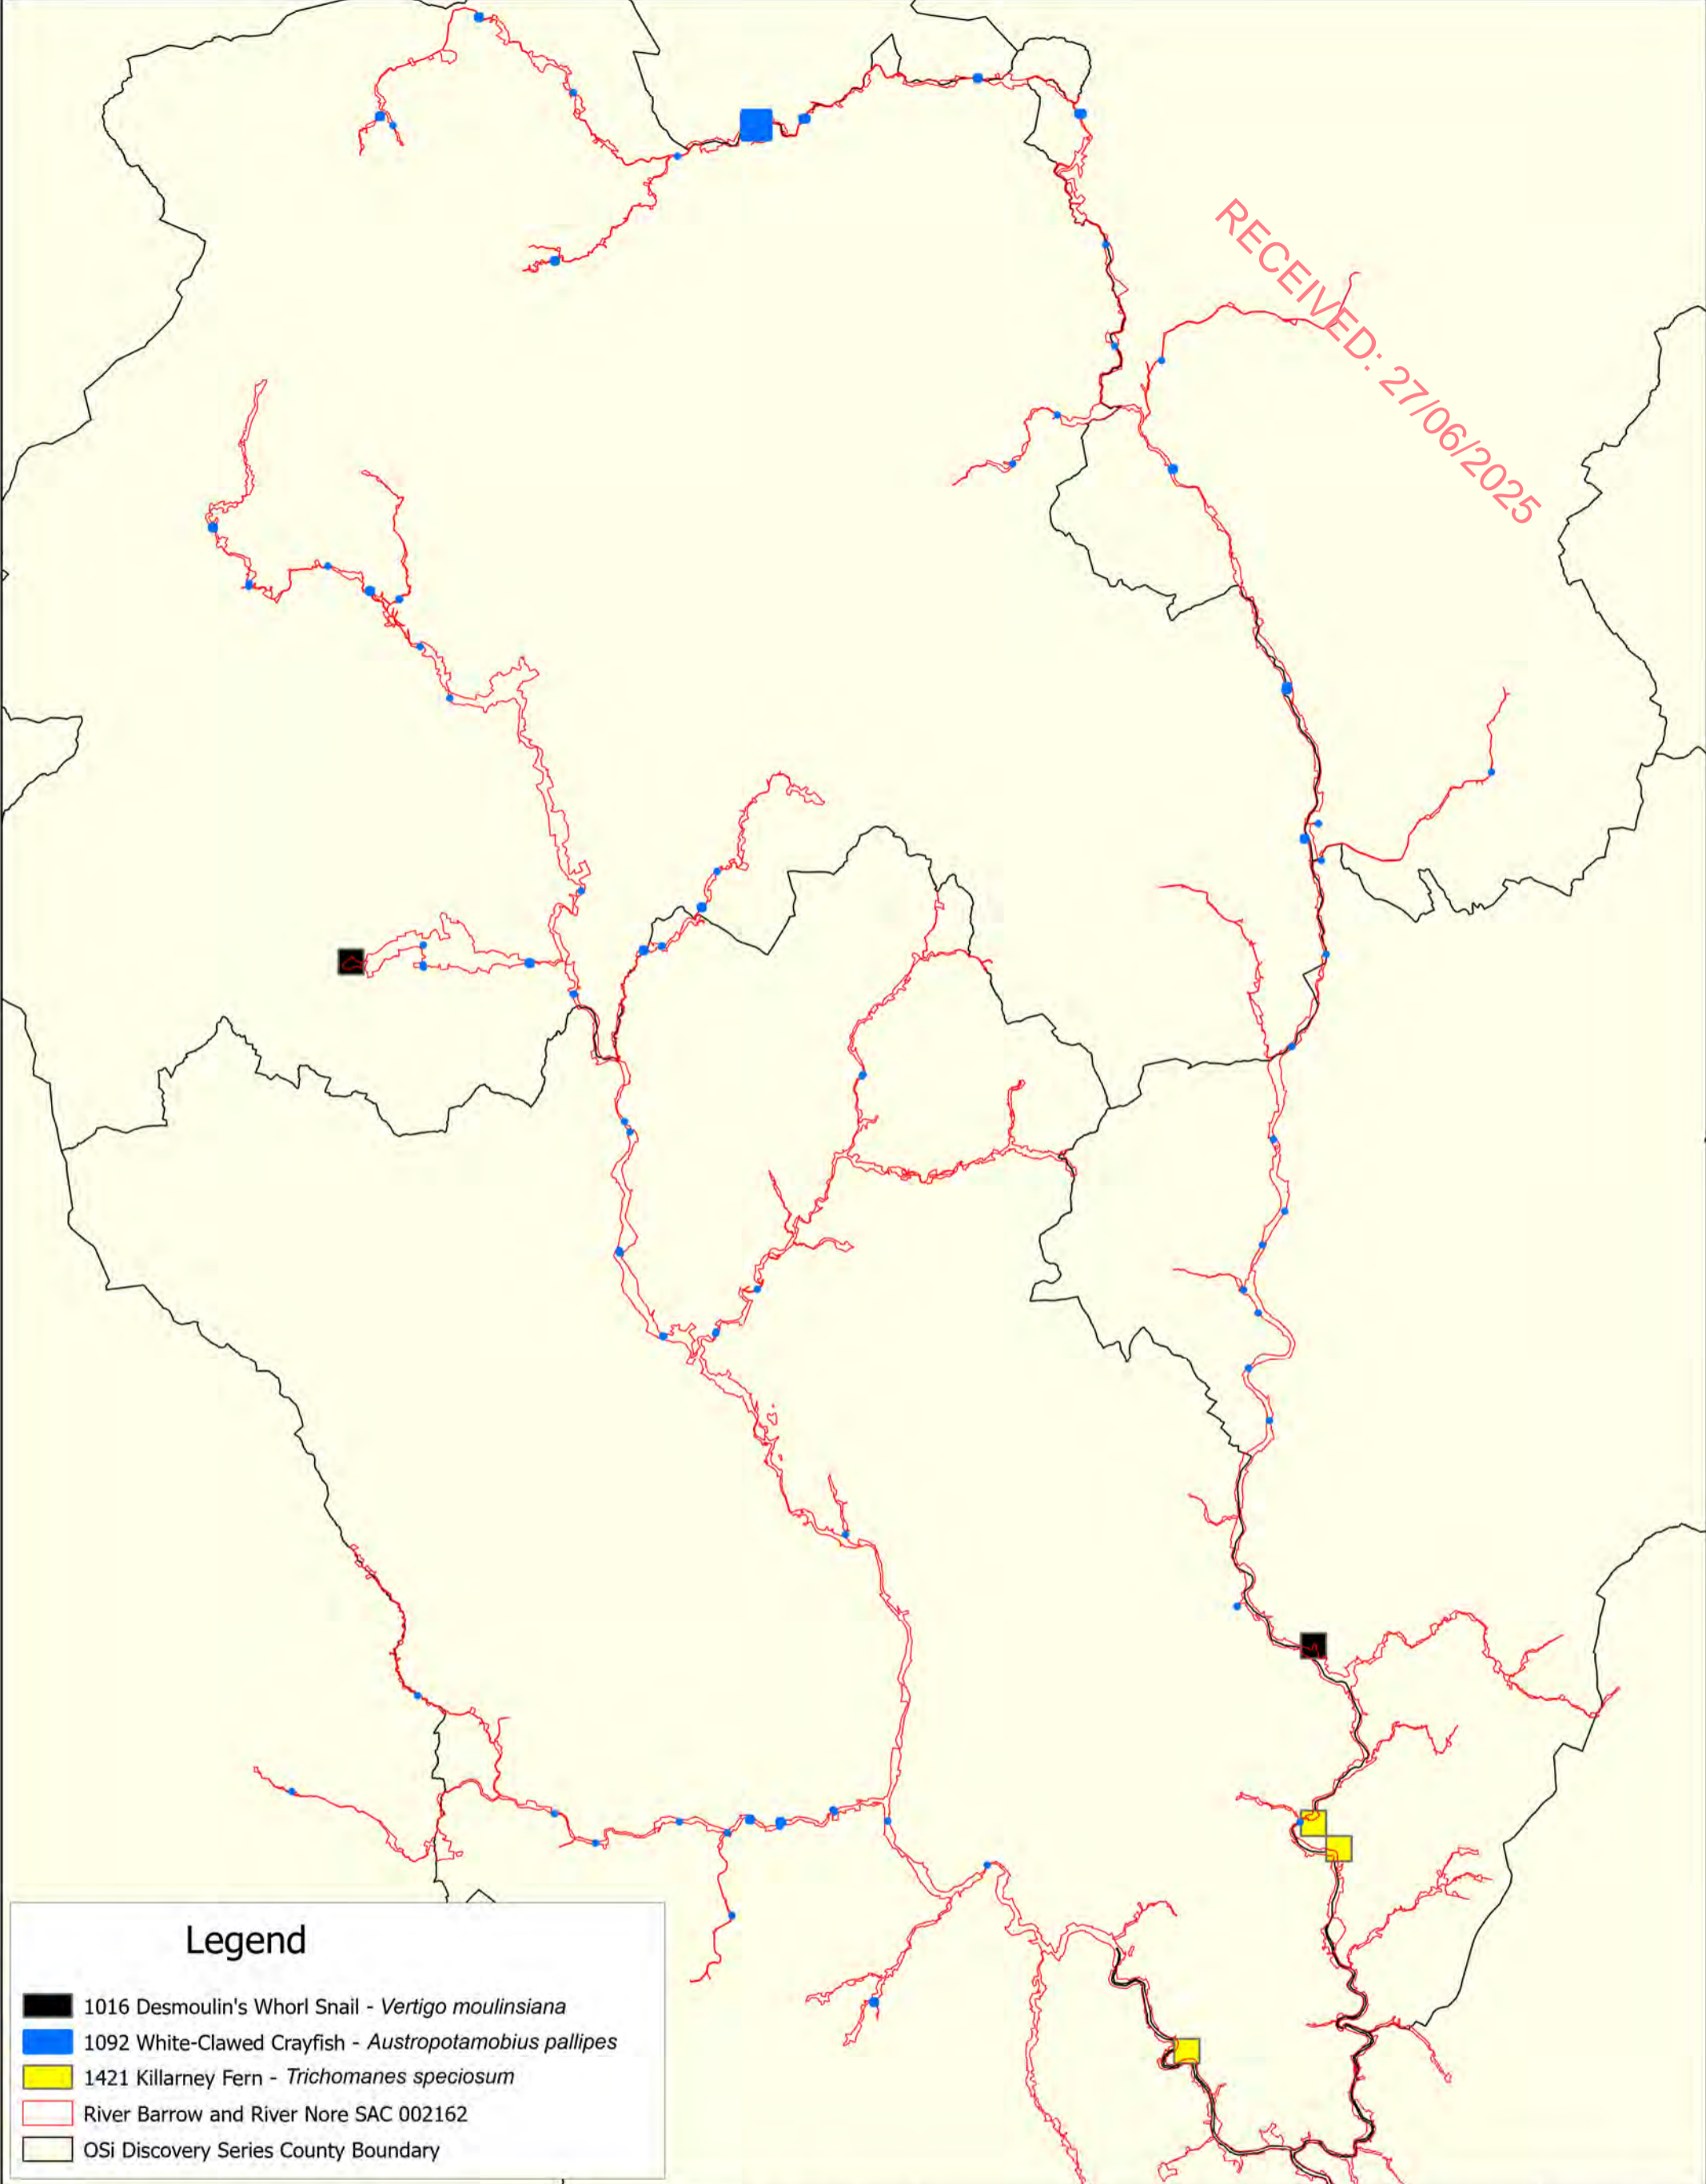 RECEIVED: 27/06/2025
Legend
1016 Desmoulin's Whorl Snail - Vertigo moulinsiana
1092 White-Clawed Crayfish - Austropotamobius pallipes
1421 Killarney Fern - Trichomanes speciosum
River Barrow and River Nore SAC 002162
OSi Discovery Series County Boundary